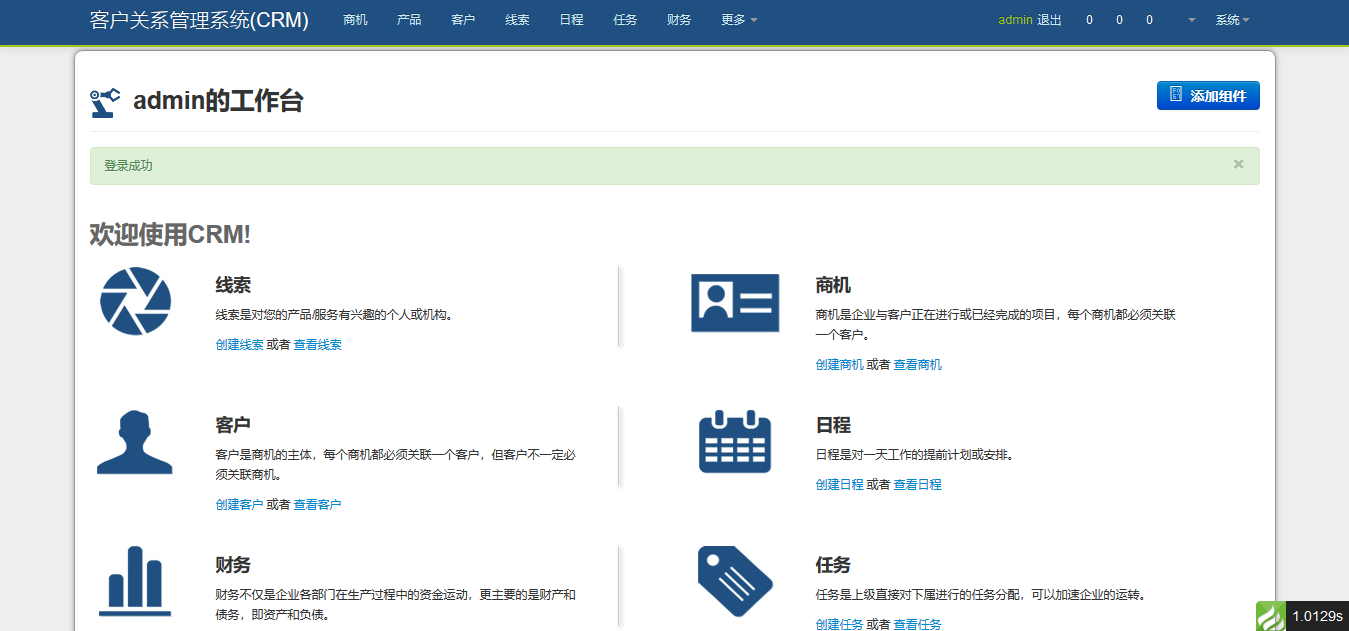 客户关系管理系统(CRM) 商机 产品 客户 线索 日程 任务 财务 更多 admin 退出 0 0 0 系统
admin的工作台
添加组件
登录成功 ×
欢迎使用CRM!
线索
线索是对您的产品/服务有兴趣的个人或机构。
创建线索 或者 查看线索
商机
商机是企业与客户正在进行或已经完成的项目，每个商机都必须关联
一个客户。
创建商机 或者 查看商机
客户
客户是商机的主体，每个商机都必须关联一个客户，但客户不一定必
须关联商机。
创建客户 或者 查看客户
日程
日程是对一天工作的提前计划或安排。
创建日程 或者 查看日程
财务
财务不仅是企业各部门在生产过程中的资金运动，更主要的是财产和
债务，即资产和负债。
任务
任务是上级直接对下属进行的任务分配，可以加速企业的运转。
创建任务 或者 查看任务
1.0129s